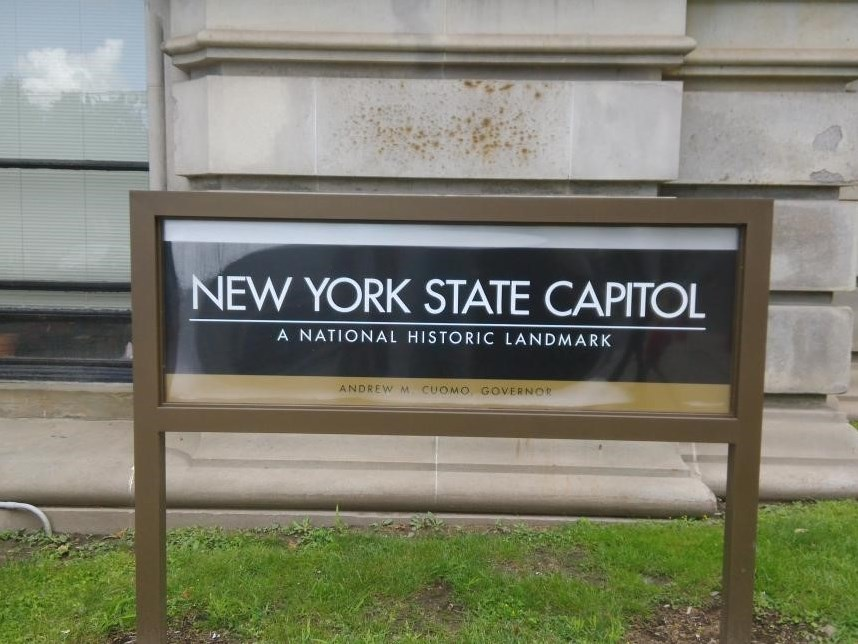 NEW YORK STATE CAPITOL
A NATIONAL HISTORIC LANDMARK
ANDREW M. CUOMO, GOVERNOR